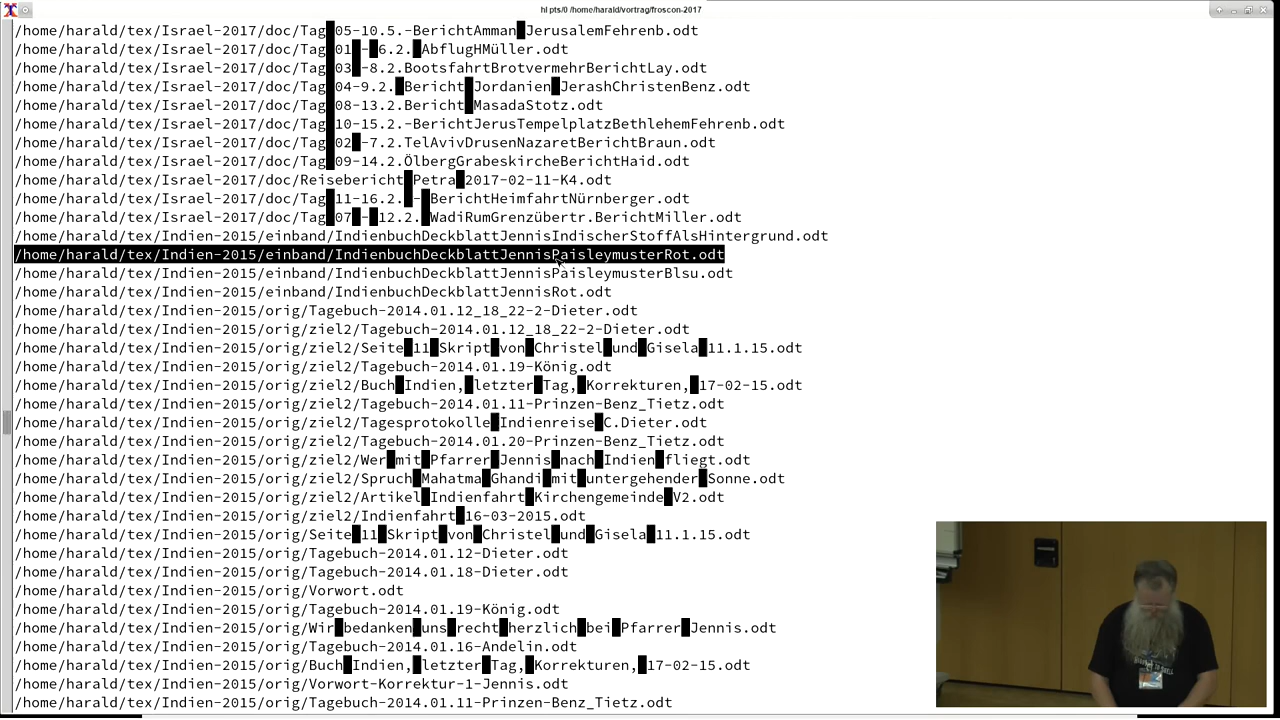 hl pts/0 /home/harald/vortrag/froscon-2017
/home/harald/tex/Israel-2017/doc/Tag 05-10.5.-BerichtAmman JerusalemFehrenb.odt
/home/harald/tex/Israel-2017/doc/Tag 01 - 6.2. AbflugHMüller.odt
/home/harald/tex/Israel-2017/doc/Tag 03 -8.2.BootsfahrtBrotvermehrBerichtLay.odt
/home/harald/tex/Israel-2017/doc/Tag 04-9.2. Bericht Jordanien JerashChristenBenz.odt
/home/harald/tex/Israel-2017/doc/Tag 08-13.2.Bericht MasadaStotz.odt
/home/harald/tex/Israel-2017/doc/Tag 10-15.2.-BerichtJerusTempelplatzBethlehemFehrenb.odt
/home/harald/tex/Israel-2017/doc/Tag 02 -7.2.TelAvivDrusenNazaretBerichtBraun.odt
/home/harald/tex/Israel-2017/doc/Tag 09-14.2.ÖlbergGrabeskircheBerichtHaid.odt
/home/harald/tex/Israel-2017/doc/Reisebericht Petra 2017-02-11-K4.odt
/home/harald/tex/Israel-2017/doc/Tag 11-16.2. - BerichtHeimfahrtNürnberger.odt
/home/harald/tex/Israel-2017/doc/Tag 07 - 12.2. WadiRumGrenzübertr.BerichtMiller.odt
/home/harald/tex/Indien-2015/einband/IndienbuchDeckblattJennisIndischerStoffAlsHintergrund.odt
/home/harald/tex/Indien-2015/einband/IndienbuchDeckblattJennisPaisleymusterRot.odt
/home/harald/tex/Indien-2015/einband/IndienbuchDeckblattJennisPaisleymusterBlsu.odt
/home/harald/tex/Indien-2015/einband/IndienbuchDeckblattJennisRot.odt
/home/harald/tex/Indien-2015/orig/Tagebuch-2014.01.12_18_22-2-Dieter.odt
/home/harald/tex/Indien-2015/orig/ziel2/Tagebuch-2014.01.12_18_22-2-Dieter.odt
/home/harald/tex/Indien-2015/orig/ziel2/Seite 11 Skript von Christel und Gisela 11.1.15.odt
/home/harald/tex/Indien-2015/orig/ziel2/Tagebuch-2014.01.19-König.odt
/home/harald/tex/Indien-2015/orig/ziel2/Buch Indien, letzter Tag, Korrekturen, 17-02-15.odt
/home/harald/tex/Indien-2015/orig/ziel2/Tagebuch-2014.01.11-Prinzen-Benz_Tietz.odt
/home/harald/tex/Indien-2015/orig/ziel2/Tagesprotokolle Indienreise C.Dieter.odt
/home/harald/tex/Indien-2015/orig/ziel2/Tagebuch-2014.01.20-Prinzen-Benz_Tietz.odt
/home/harald/tex/Indien-2015/orig/ziel2/Wer mit Pfarrer Jennis nach Indien fliegt.odt
/home/harald/tex/Indien-2015/orig/ziel2/Spruch Mahatma Ghandi mit untergehender Sonne.odt
/home/harald/tex/Indien-2015/orig/ziel2/Artikel Indienfahrt Kirchengemeinde V2.odt
/home/harald/tex/Indien-2015/orig/ziel2/Indienfahrt 16-03-2015.odt
/home/harald/tex/Indien-2015/orig/Seite 11 Skript von Christel und Gisela 11.1.15.odt
/home/harald/tex/Indien-2015/orig/Tagebuch-2014.01.12-Dieter.odt
/home/harald/tex/Indien-2015/orig/Tagebuch-2014.01.18-Dieter.odt
/home/harald/tex/Indien-2015/orig/Vorwort.odt
/home/harald/tex/Indien-2015/orig/Tagebuch-2014.01.19-König.odt
/home/harald/tex/Indien-2015/orig/Wir bedanken uns recht herzlich bei Pfarrer Jennis.odt
/home/harald/tex/Indien-2015/orig/Tagebuch-2014.01.16-Andelin.odt
/home/harald/tex/Indien-2015/orig/Buch Indien, letzter Tag, Korrekturen, 17-02-15.odt
/home/harald/tex/Indien-2015/orig/Vorwort-Korrektur-1-Jennis.odt
/home/harald/tex/Indien-2015/orig/Tagebuch-2014.01.11-Prinzen-Benz_Tietz.odt